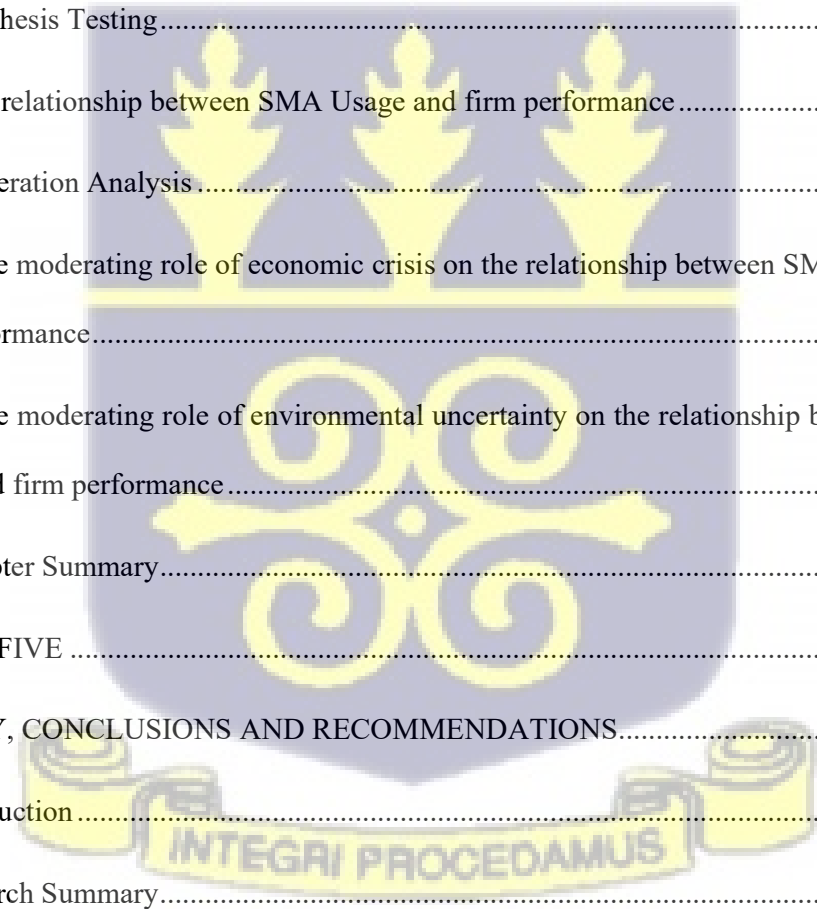 hesis Testing................................................................
relationship between SMA Usage and firm performance................
eration Analysis............................................................
e moderating role of economic crisis on the relationship between SM
rmance......................................................................
e moderating role of environmental uncertainty on the relationship b
d firm performance.........................................................
ter Summary.................................................................
FIVE ........................................................................
Y, CONCLUSIONS AND RECOMMENDATIONS......................
uction......................................................................
INTEGRI PROCEDAMUS
rch Summary.................................................................